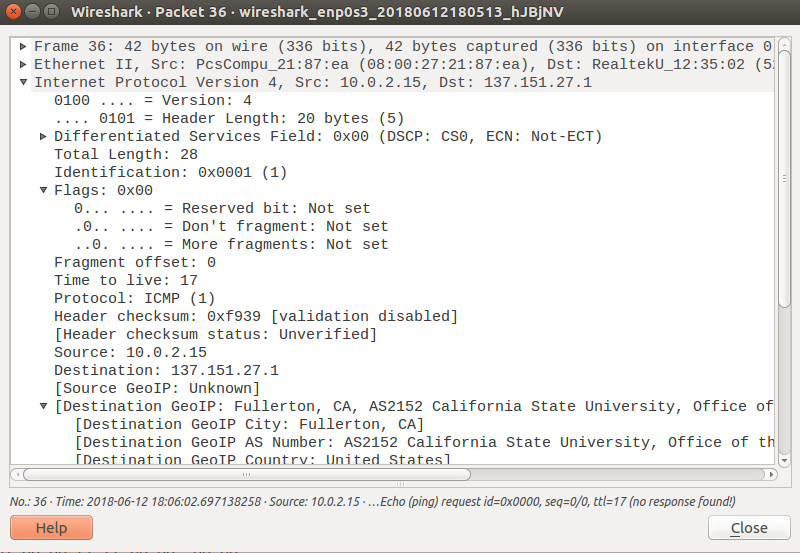 Wireshark · Packet 36 · wireshark_enp0s3_20180612180513_hJBjNV
Frame 36: 42 bytes on wire (336 bits), 42 bytes captured (336 bits) on interface 0
Ethernet II, Src: PcsCompu_21:87:ea (08:00:27:21:87:ea), Dst: RealtekU_12:35:02 (52
Internet Protocol Version 4, Src: 10.0.2.15, Dst: 137.151.27.1
0100 .... = Version: 4
.... 0101 = Header Length: 20 bytes (5)
Differentiated Services Field: 0x00 (DSCP: CS0, ECN: Not-ECT)
Total Length: 28
Identification: 0x0001 (1)
Flags: 0x00
0... .... = Reserved bit: Not set
.0.. .... = Don't fragment: Not set
..0. .... = More fragments: Not set
Fragment offset: 0
Time to live: 17
Protocol: ICMP (1)
Header checksum: 0xf939 [validation disabled]
[Header checksum status: Unverified]
Source: 10.0.2.15
Destination: 137.151.27.1
[Source GeoIP: Unknown]
[Destination GeoIP: Fullerton, CA, AS2152 California State University, Office of
[Destination GeoIP City: Fullerton, CA]
[Destination GeoIP AS Number: AS2152 California State University, Office of th
[Destination GeoIP Country: United States]
No.: 36 · Time: 2018-06-12 18:06:02.697138258 · Source: 10.0.2.15 · …Echo (ping) request id=0x0000, seq=0/0, ttl=17 (no response found!)
Help
Close